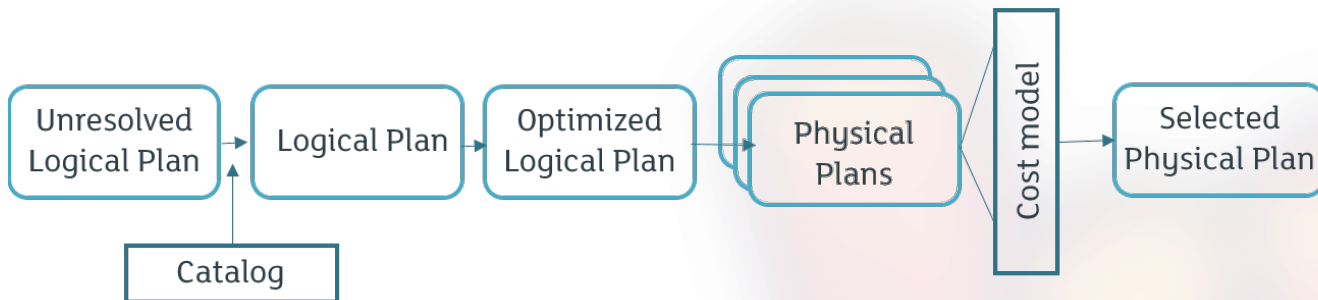 Unresolved
Logical Plan
Logical Plan
Optimized
Logical Plan
Physical
Plans
Cost model
Selected
Physical Plan
Catalog